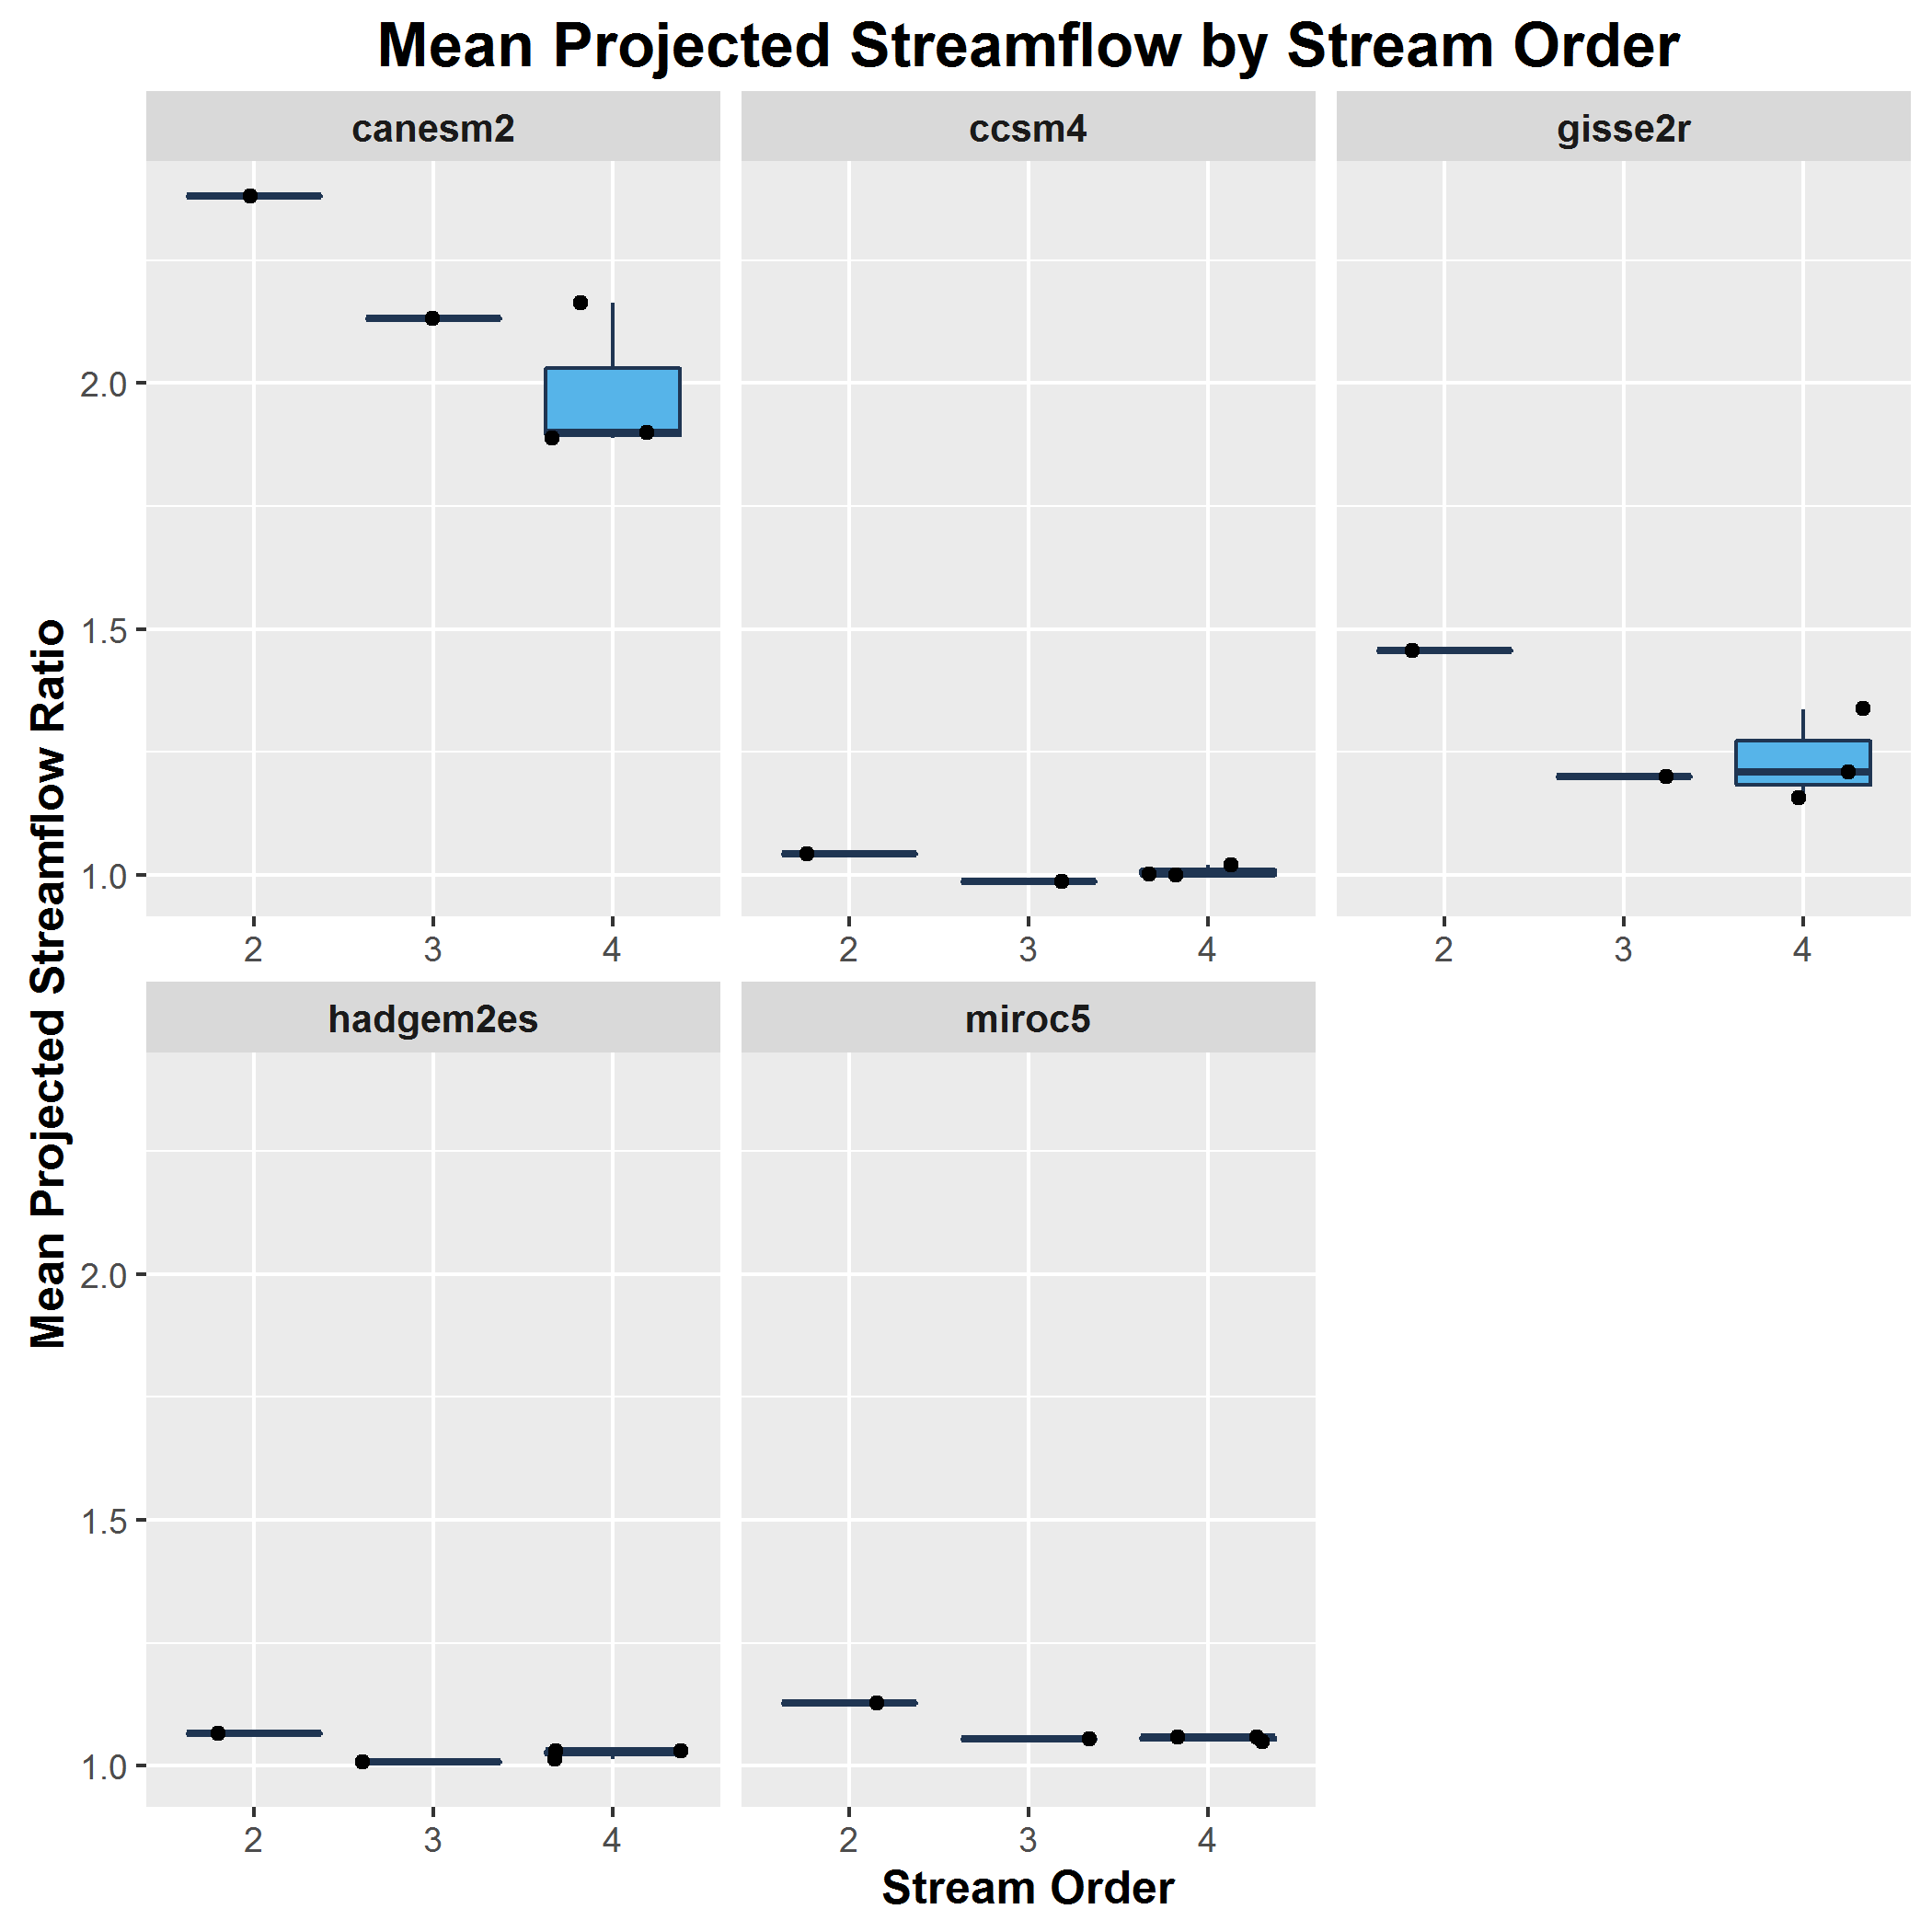 Mean Projected Streamflow by Stream Order
canesm2
ccsm4
gisse2r
2.0
1.5
1.0
2 3 4
2 3 4
2 3 4
hadgem2es
miroc5
2.0
1.5
1.0
2 3 4
2 3 4
Mean Projected Streamflow Ratio
Stream Order